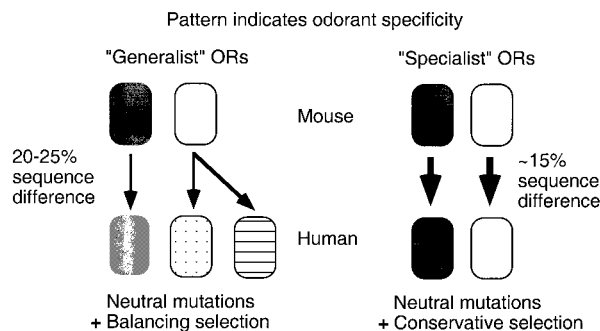 Pattern indicates odorant specificity
"Generalist" ORs
"Specialist" ORs
Mouse
20-25%
sequence
difference
~15%
sequence
difference
Human
Neutral mutations
+ Balancing selection
Neutral mutations
+ Conservative selection